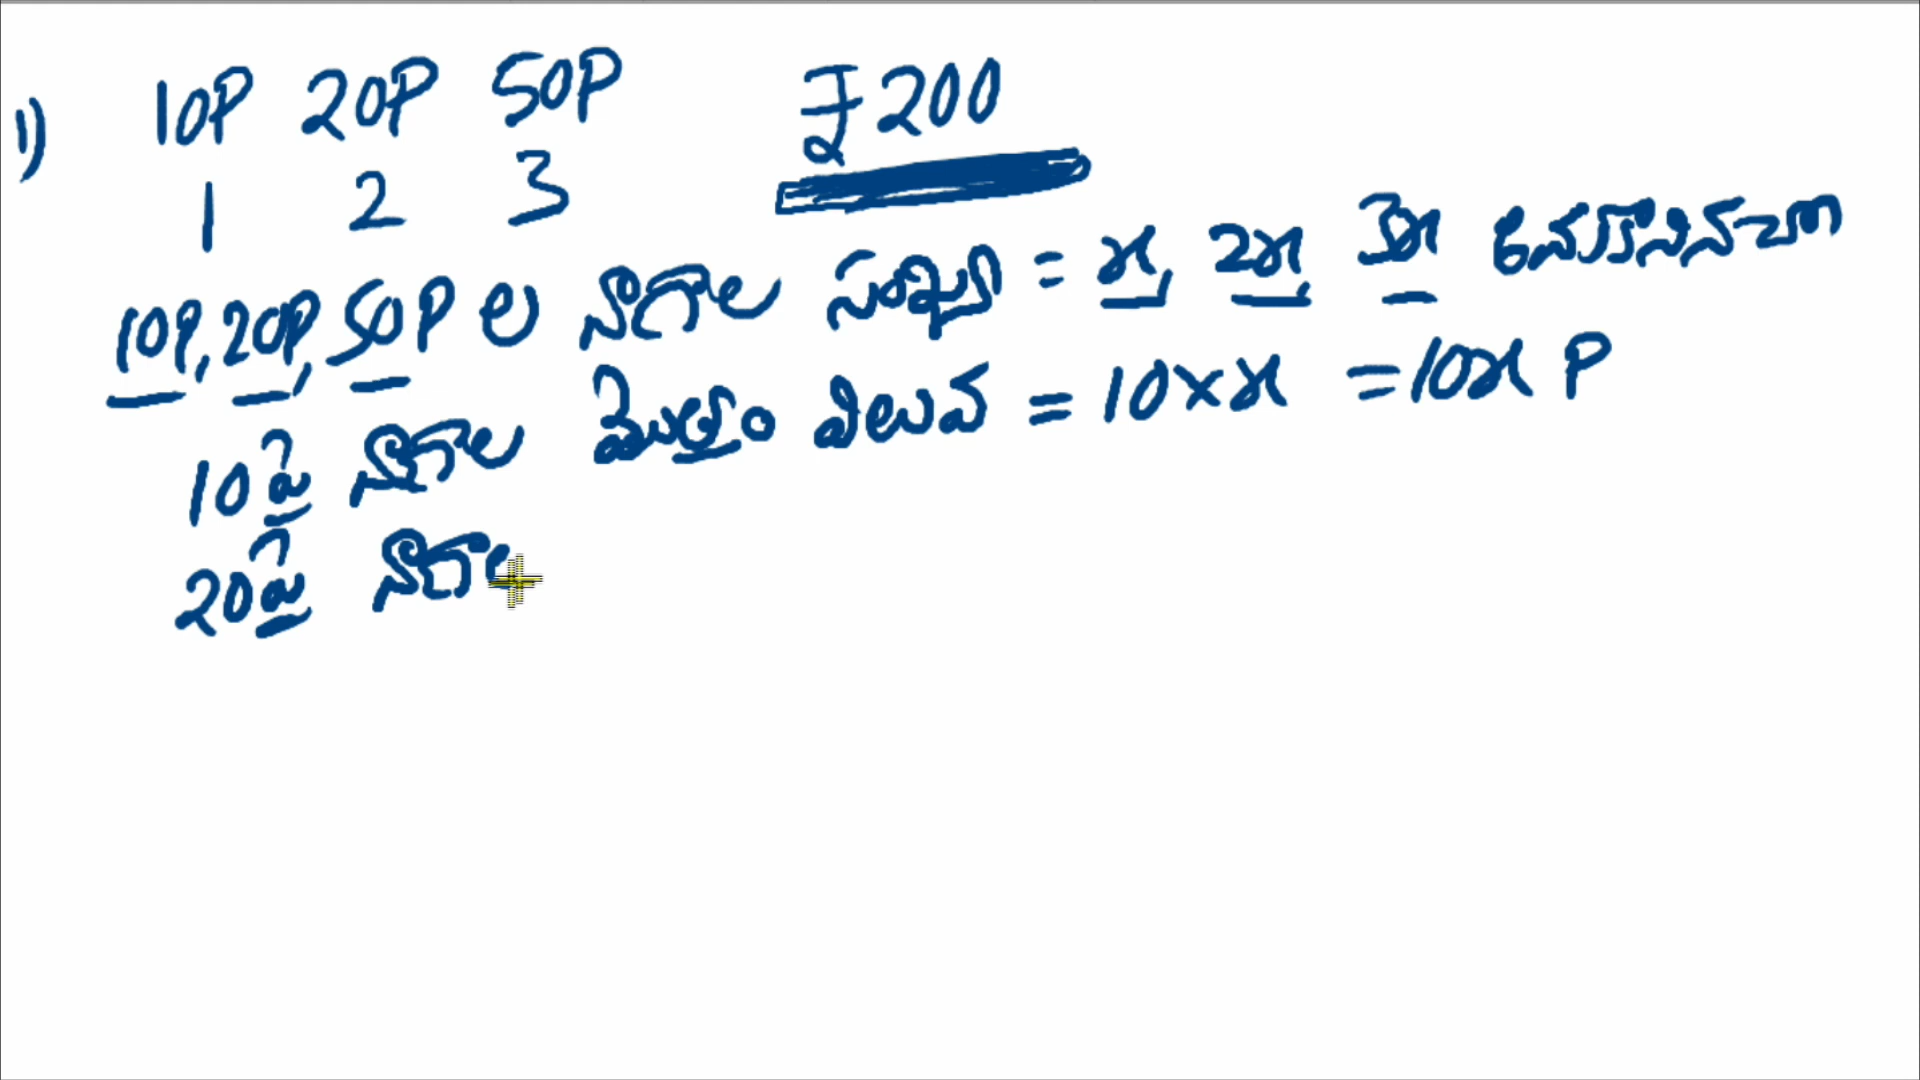 1) 10P 20P 50P ₹200
1 2 3
10P, 20P, 50P ల నాణాల సంఖ్య = x, 2x 3x అనుకొనినచో
10పై నాణాల మొత్తం విలువ = 10×x = 10x P
20పై నాణాల